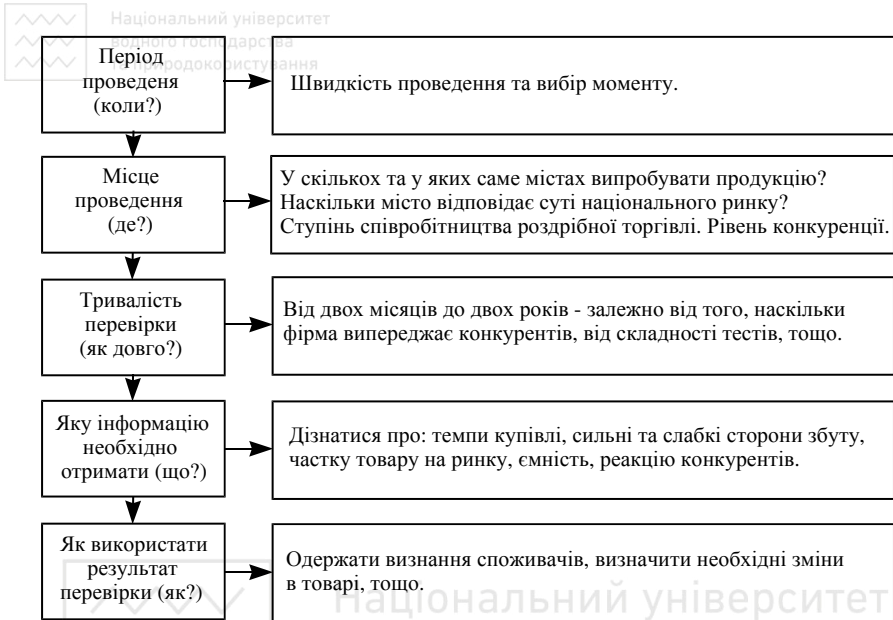 Національний університет
водного господарства
та природокористування
Період
проведеня
(коли?)
Швидкість проведення та вибір моменту.
Місце
проведення
(де?)
У скількох та у яких саме містах випробувати продукцію?
Наскільки місто відповідає суті національного ринку?
Ступінь співробітництва роздрібної торгівлі. Рівень конкуренції.
Тривалість
перевірки
(як довго?)
Від двох місяців до двох років - залежно від того, наскільки
фірма випереджає конкурентів, від складності тестів, тощо.
Яку інформацію
необхідно
отримати (що?)
Дізнатися про: темпи купівлі, сильні та слабкі сторони збуту,
частку товару на ринку, ємність, реакцію конкурентів.
Як використати
результат
перевірки (як?)
Одержати визнання споживачів, визначити необхідні зміни
в товарі, тощо.
Національний університет